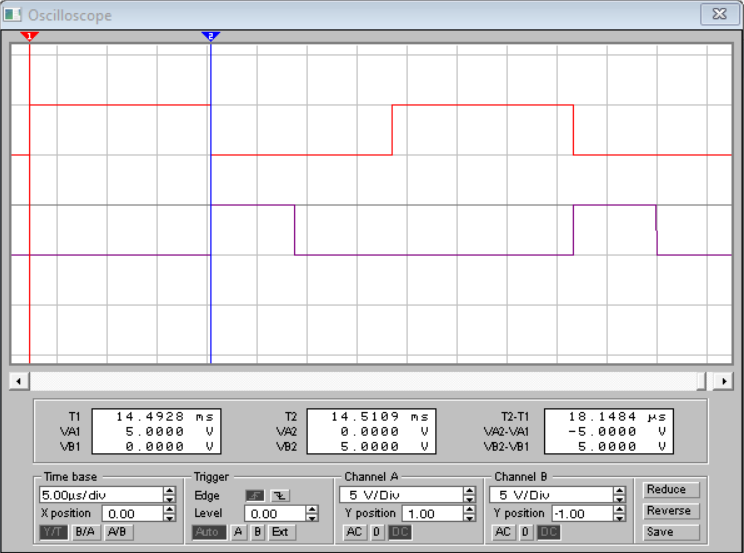 Oscilloscope
1 2
T1 14.4928 ms T2 14.5109 ms T2-T1 18.1484 µs
VA1 5.0000 V VA2 0.0000 V VA2-VA1 -5.0000 V
VB1 0.0000 V VB2 5.0000 V VB2-VB1 5.0000 V
Time base Trigger Channel A Channel B
5.00µs/div Edge 5 V/Div 5 V/Div Reduce
X position 0.00 Level 0.00 Y position 1.00 Y position -1.00 Reverse
Y/T B/A A/B Auto A B Ext AC 0 DC AC 0 DC Save